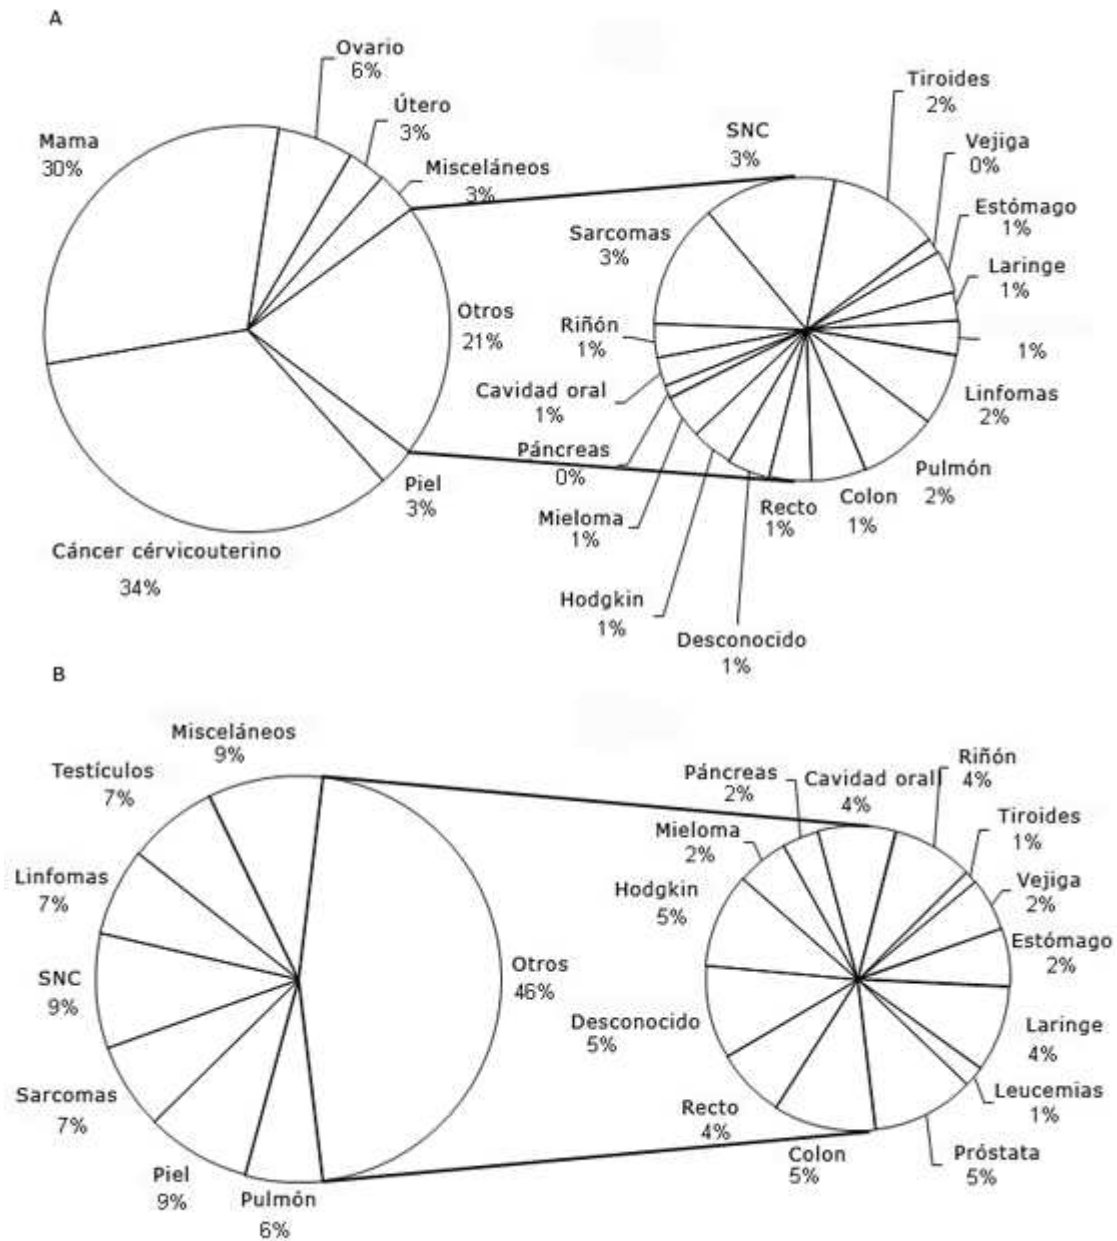 A
Ovario
6%
Útero
3%
Misceláneos
3%
Mama
30%
Otros
21%
Piel
3%
Cáncer cérvicouterino
34%
SNC
3%
Tiroides
2%
Vejiga
0%
Estómago
1%
Laringe
1%
1%
Linfomas
2%
Pulmón
2%
Colon
1%
Recto
1%
Desconocido
1%
Hodgkin
1%
Mieloma
1%
Páncreas
0%
Cavidad oral
1%
Riñón
1%
Sarcomas
3%
B
Misceláneos
9%
Testículos
7%
Linfomas
7%
SNC
9%
Sarcomas
7%
Piel
9%
Pulmón
6%
Otros
46%
Páncreas
2%
Cavidad orall
4%
Riñón
4%
Tiroides
1%
Vejiga
2%
Estómago
2%
Laringe
4%
Leucemias
1%
Próstata
5%
Colon
5%
Recto
4%
Desconocido
5%
Hodgkin
5%
Mieloma
2%